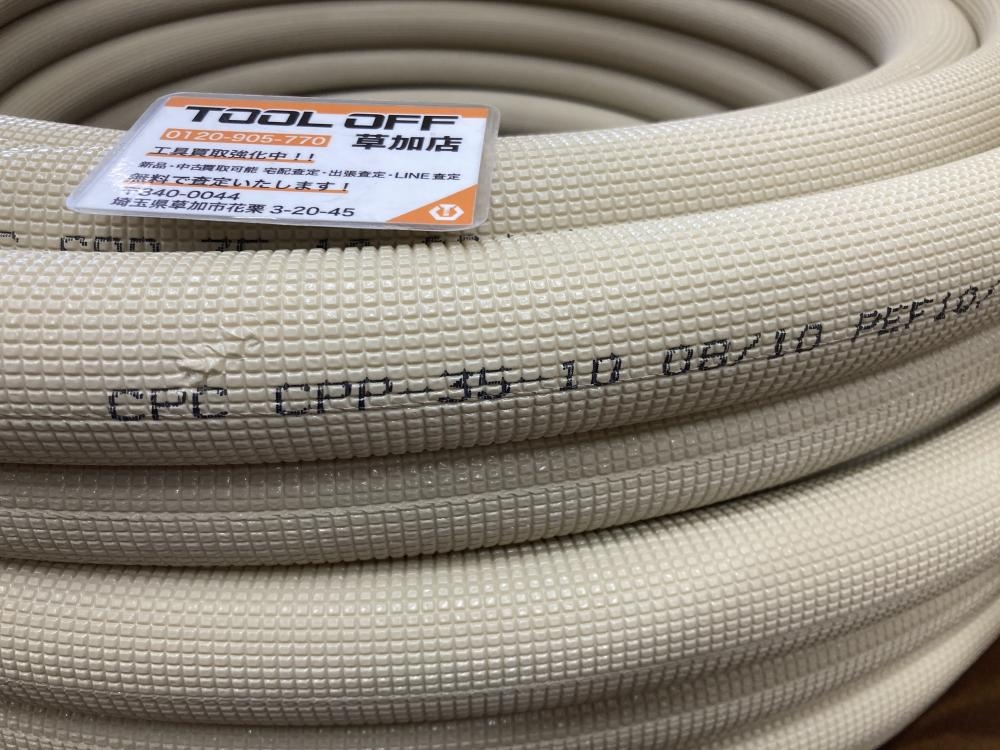 TOOL OFF
0120-905-770 草加店
工具買取強化中！！
新品・中古買取可能 宅配査定・出張査定・LINE査定
無料で査定いたします！
〒340-0044
埼玉県草加市花栗 3-20-45
CPC CPP-35-10 08/10 PEF10/